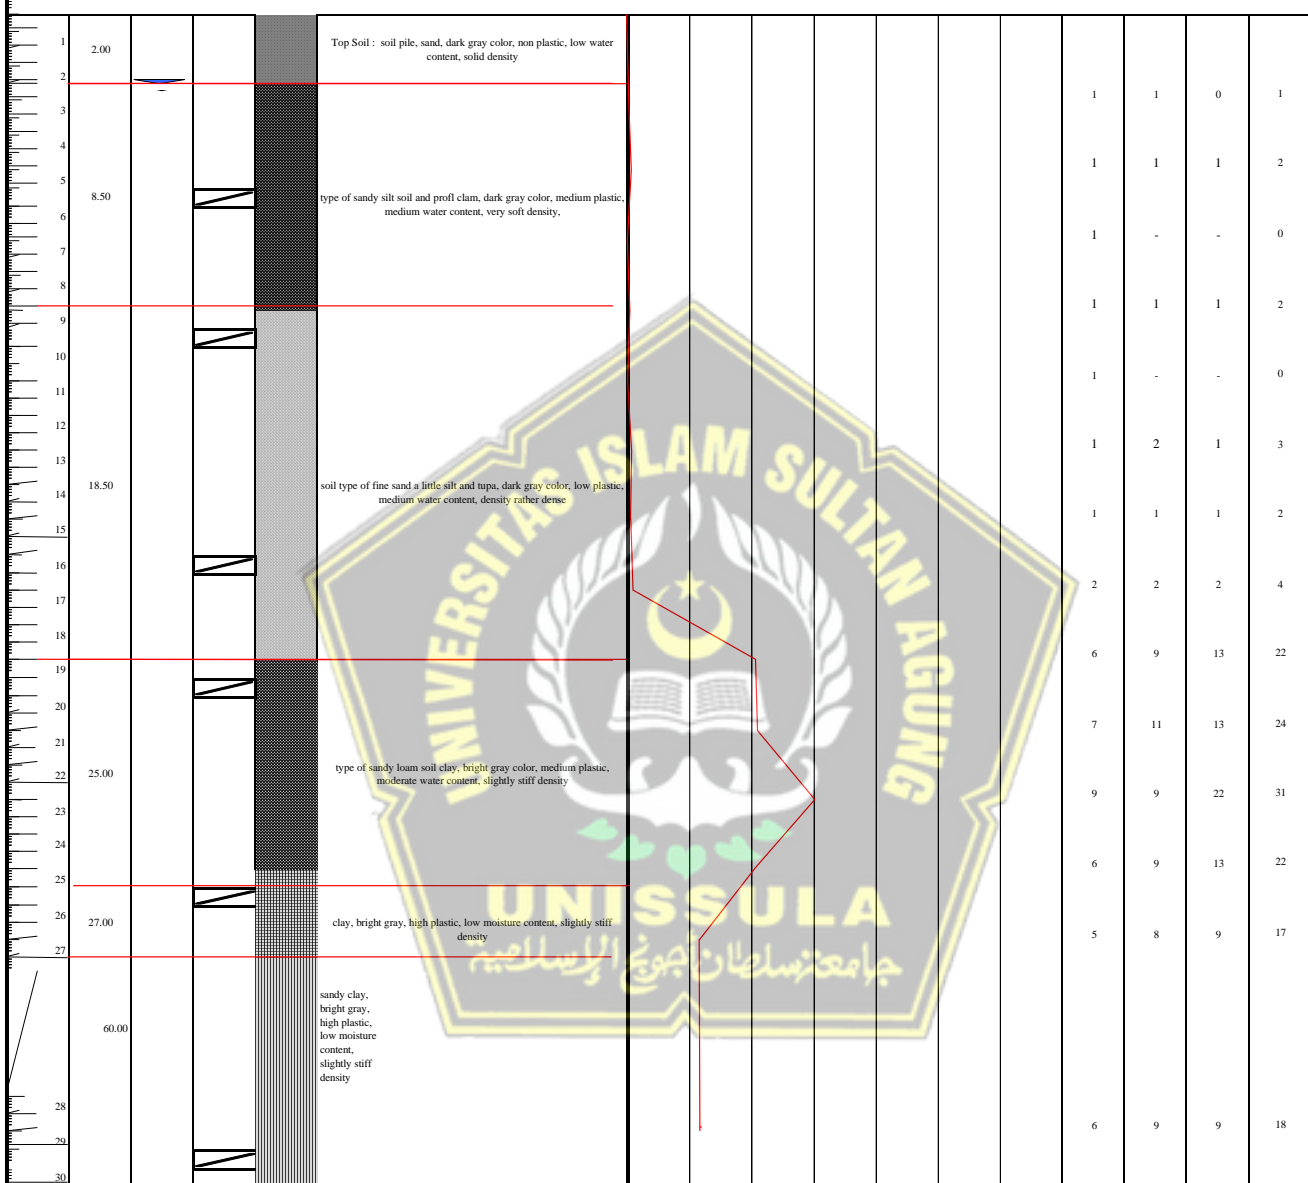 1
2.00
Top Soil : soil pile, sand, dark gray color, non plastic, low water
content, solid density
2
1 1 0 1
3
4
1 1 1 2
5
8.50
type of sandy silt soil and profl clam, dark gray color, medium plastic,
medium water content, very soft density,
6
1 - - 0
7
8
1 1 1 2
9
10
1 - - 0
11
12
1 2 1 3
13
18.50
soil type of fine sand a little silt and tupa, dark gray color, low plastic,
medium water content, density rather dense
14
1 1 1 2
15
16
2 2 2 4
17
18
6 9 13 22
19
20
7 11 13 24
21
25.00
type of sandy loam soil clay, bright gray color, medium plastic,
moderate water content, slightly stiff density
22
9 9 22 31
23
24
6 9 13 22
25
26
27.00
clay, bright gray, high plastic, low moisture content, slightly stiff
density
5 8 9 17
27
60.00
sandy clay,
bright gray,
high plastic,
low moisture
content,
slightly stiff
density
28
6 9 9 18
29
30
UNIVERSITAS ISLAM SULTAN AGUNG
UNISSULA
جامعتنسلطان أجونج الإسلامية